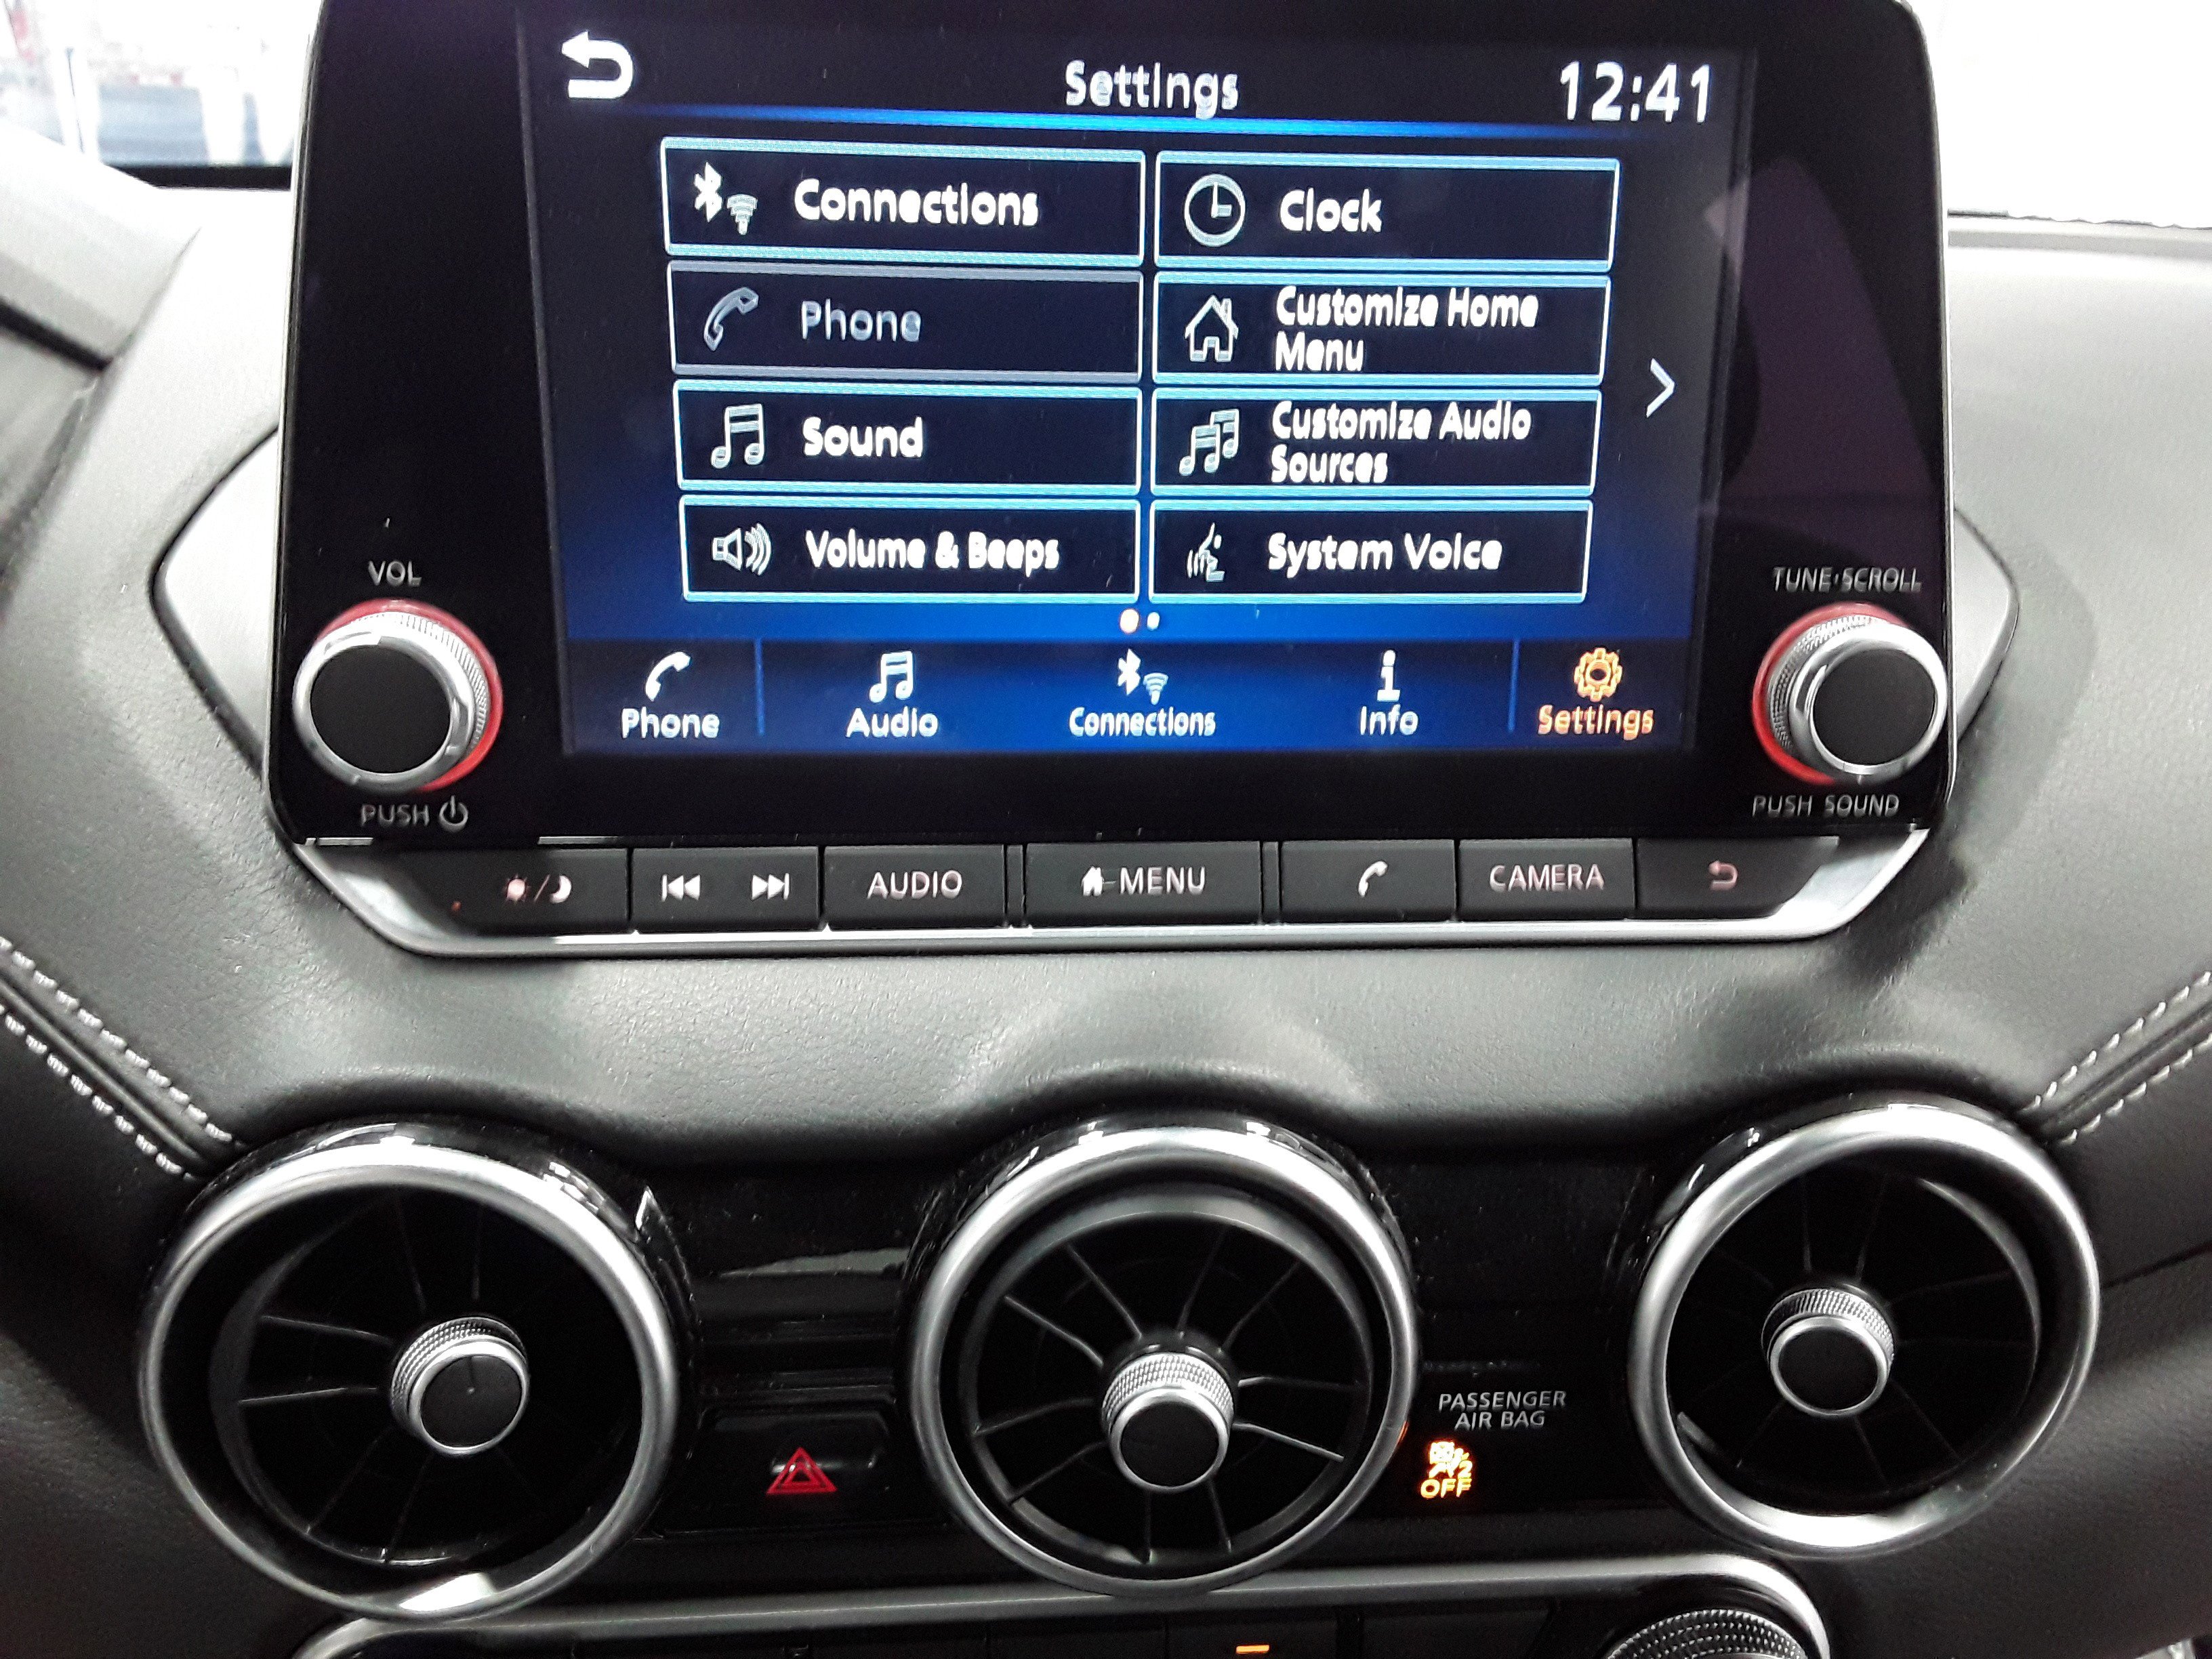 Settings
12:41
Connections
Clock
Phone
Customize Home
Menu
Sound
Customize Audio
Sources
Volume & Beeps
System Voice
VOL
TUNE·SCROLL
Phone
Audio
Connections
Info
Settings
PUSH
PUSH SOUND
AUDIO
MENU
CAMERA
PASSENGER
AIR BAG
OFF